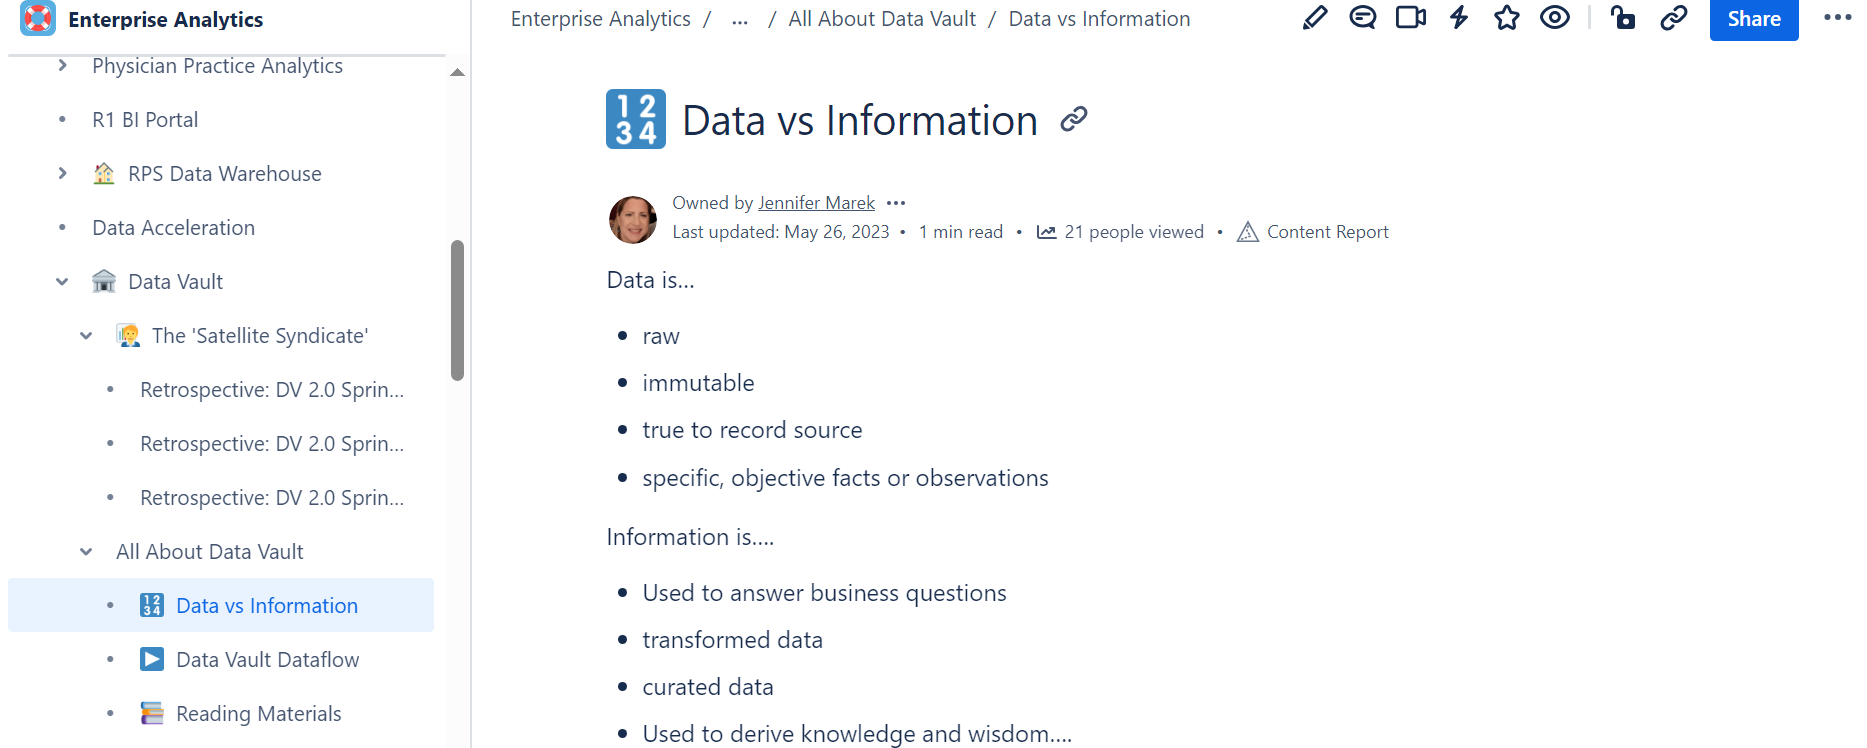 Enterprise Analytics
Physician Practice Analytics
R1 BI Portal
RPS Data Warehouse
Data Acceleration
Data Vault
The 'Satellite Syndicate'
Retrospective: DV 2.0 Sprin...
Retrospective: DV 2.0 Sprin...
Retrospective: DV 2.0 Sprin...
All About Data Vault
1234 Data vs Information
Data Vault Dataflow
Reading Materials
Enterprise Analytics / ... / All About Data Vault / Data vs Information
Share
1234 Data vs Information
Owned by Jennifer Marek
Last updated: May 26, 2023 • 1 min read • 21 people viewed • Content Report
Data is...
• raw
• immutable
• true to record source
• specific, objective facts or observations
Information is....
• Used to answer business questions
• transformed data
• curated data
• Used to derive knowledge and wisdom....